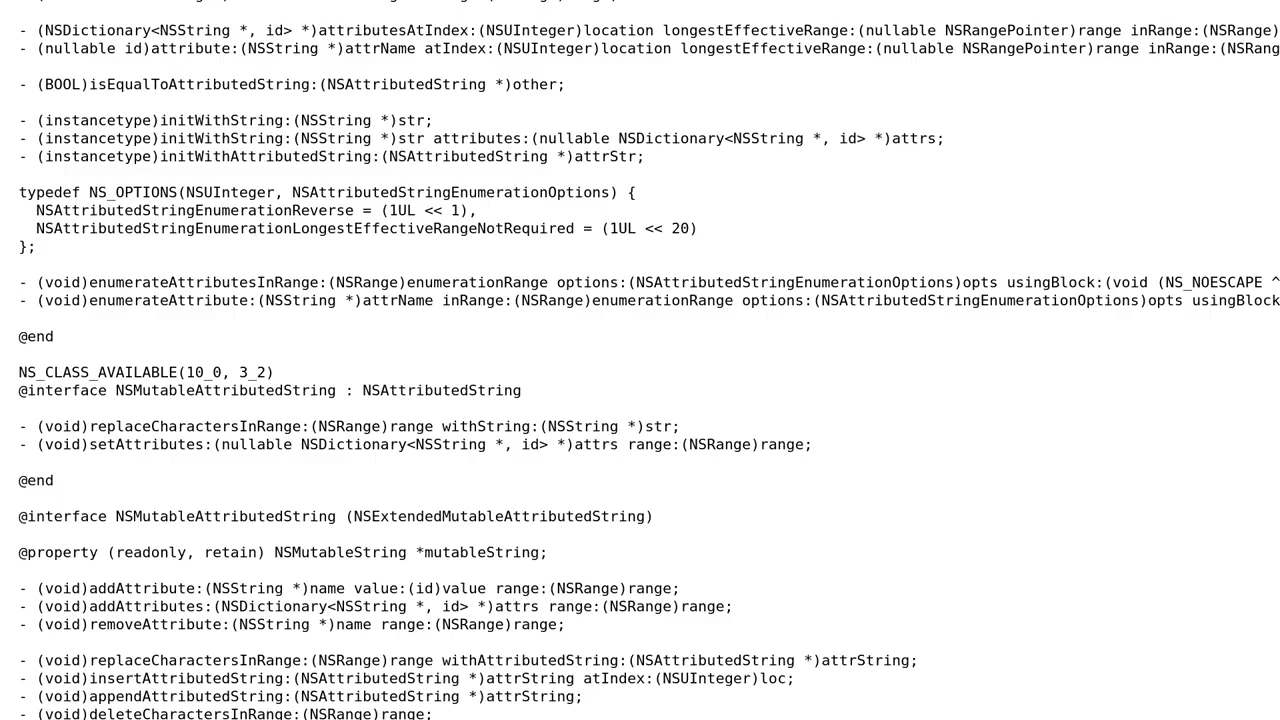 - (NSDictionary<NSString *, id> *)attributesAtIndex:(NSUInteger)location longestEffectiveRange:(nullable NSRangePointer)range inRange:(NSRange)
- (nullable id)attribute:(NSString *)attrName atIndex:(NSUInteger)location longestEffectiveRange:(nullable NSRangePointer)range inRange:(NSRang
- (BOOL)isEqualToAttributedString:(NSAttributedString *)other;
- (instancetype)initWithString:(NSString *)str;
- (instancetype)initWithString:(NSString *)str attributes:(nullable NSDictionary<NSString *, id> *)attrs;
- (instancetype)initWithAttributedString:(NSAttributedString *)attrStr;
typedef NS_OPTIONS(NSUInteger, NSAttributedStringEnumerationOptions) {
  NSAttributedStringEnumerationReverse = (1UL << 1),
  NSAttributedStringEnumerationLongestEffectiveRangeNotRequired = (1UL << 20)
};
- (void)enumerateAttributesInRange:(NSRange)enumerationRange options:(NSAttributedStringEnumerationOptions)opts usingBlock:(void (NS_NOESCAPE ^
- (void)enumerateAttribute:(NSString *)attrName inRange:(NSRange)enumerationRange options:(NSAttributedStringEnumerationOptions)opts usingBlock
@end
NS_CLASS_AVAILABLE(10_0, 3_2)
@interface NSMutableAttributedString : NSAttributedString
- (void)replaceCharactersInRange:(NSRange)range withString:(NSString *)str;
- (void)setAttributes:(nullable NSDictionary<NSString *, id> *)attrs range:(NSRange)range;
@end
@interface NSMutableAttributedString (NSExtendedMutableAttributedString)
@property (readonly, retain) NSMutableString *mutableString;
- (void)addAttribute:(NSString *)name value:(id)value range:(NSRange)range;
- (void)addAttributes:(NSDictionary<NSString *, id> *)attrs range:(NSRange)range;
- (void)removeAttribute:(NSString *)name range:(NSRange)range;
- (void)replaceCharactersInRange:(NSRange)range withAttributedString:(NSAttributedString *)attrString;
- (void)insertAttributedString:(NSAttributedString *)attrString atIndex:(NSUInteger)loc;
- (void)appendAttributedString:(NSAttributedString *)attrString;
- (void)deleteCharactersInRange:(NSRange)range;